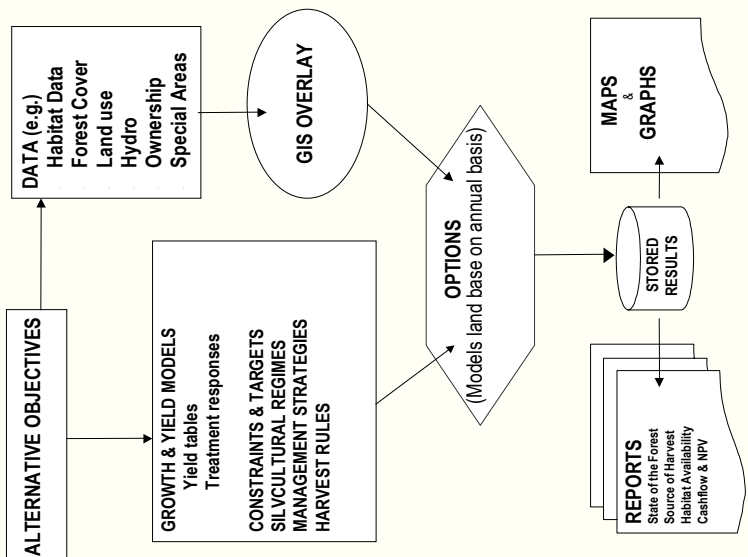 ALTERNATIVE OBJECTIVES
DATA (e.g.)
Habitat Data
Forest Cover
Land use
Hydro
Ownership
Special Areas
GROWTH & YIELD MODELS
Yield tables
Treatment responses
CONSTRAINTS & TARGETS
SILVCULTURAL REGIMES
MANAGEMENT STRATEGIES
HARVEST RULES
GIS OVERLAY
OPTIONS
(Models land base on annual basis)
STORED
RESULTS
REPORTS
State of the Forest
Source of Harvest
Habitat Availability
Cashflow & NPV
MAPS
&
GRAPHS